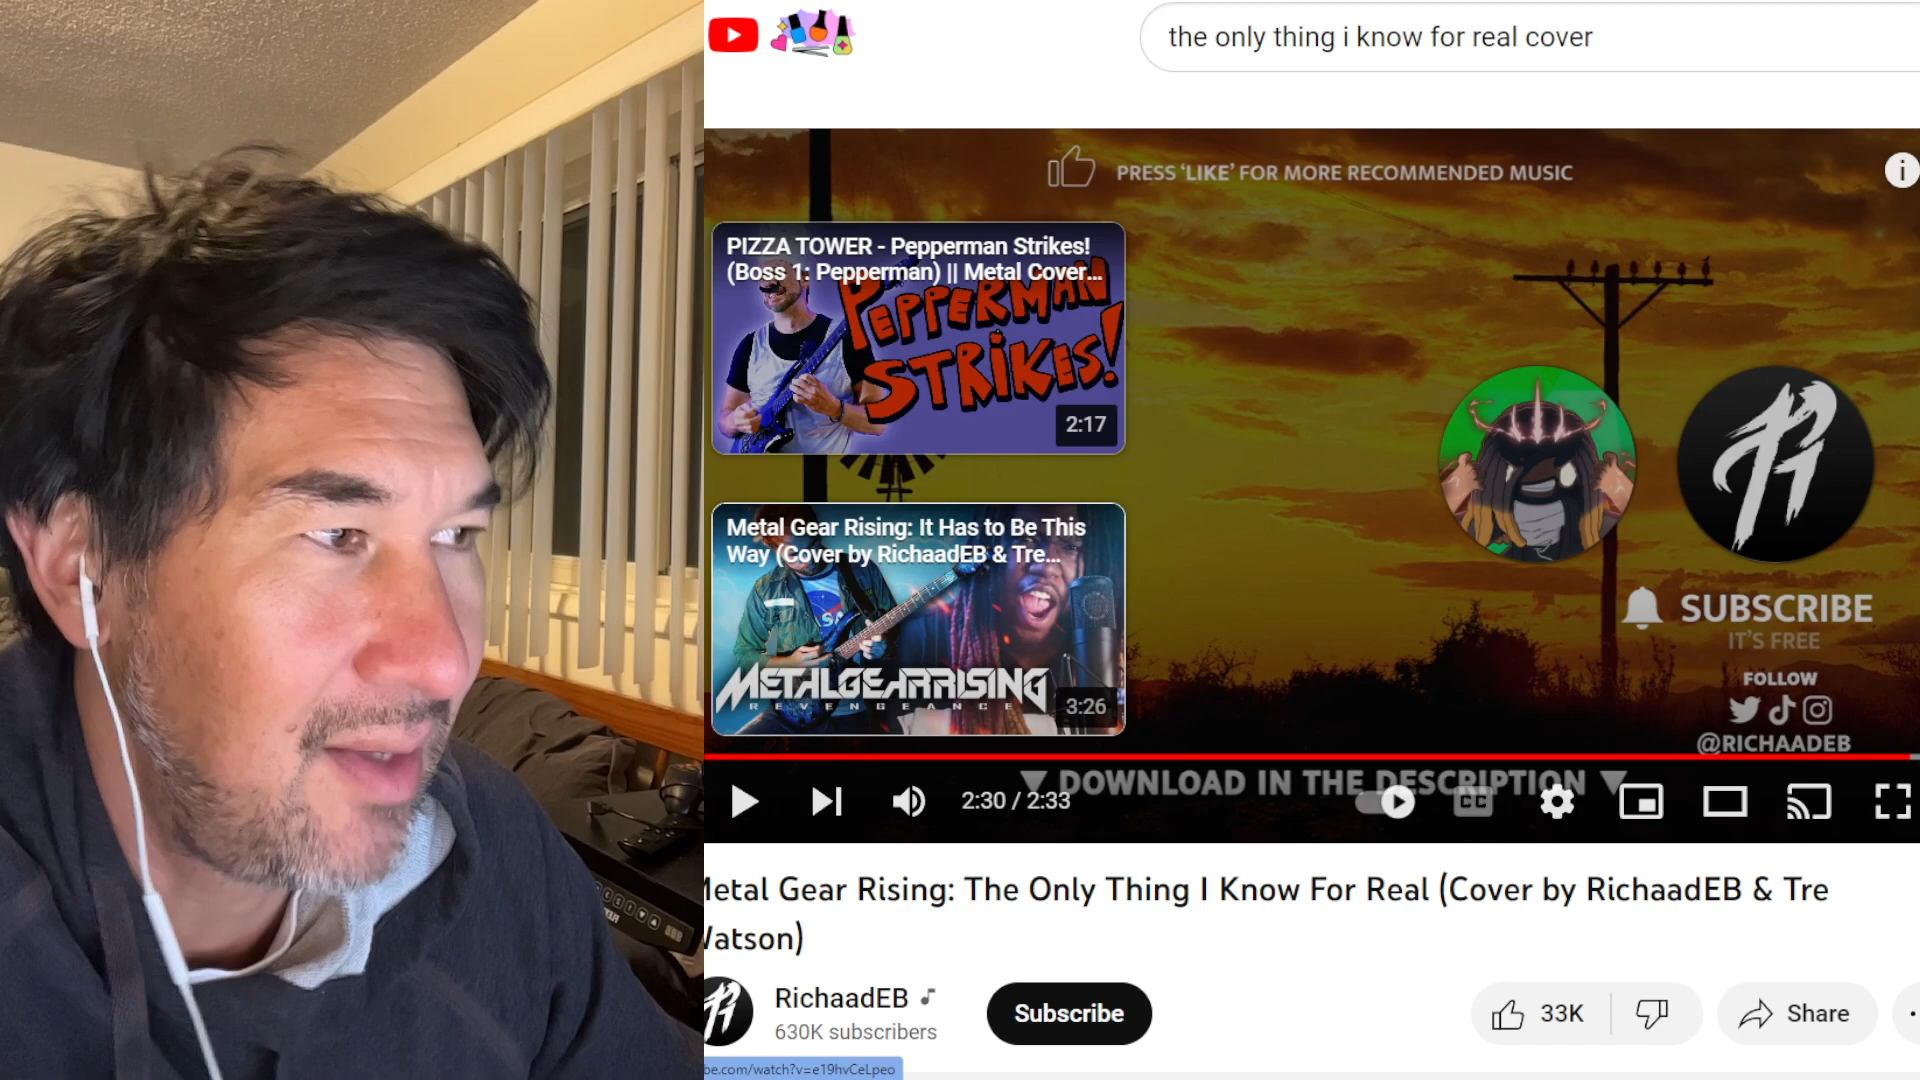 the only thing i know for real cover
PRESS ‘LIKE’ FOR MORE RECOMMENDED MUSIC
PIZZA TOWER - Pepperman Strikes!
(Boss 1: Pepperman) || Metal Cover...
PEPPERMAN
STRIKES!
2:17
Metal Gear Rising: It Has to Be This
Way (Cover by RichaadEB & Tre...
METAL GEAR RISING
REVENGEANCE
3:26
SUBSCRIBE
IT'S FREE
FOLLOW
@RICHAADEB
▼ DOWNLOAD IN THE DESCRIPTION ▼
2:30 / 2:33
CC
etal Gear Rising: The Only Thing I Know For Real (Cover by RichaadEB & Tre
atson)
RichaadEB
630K subscribers
Subscribe
33K
Share
be.com/watch?v=e19hvCeLpeo